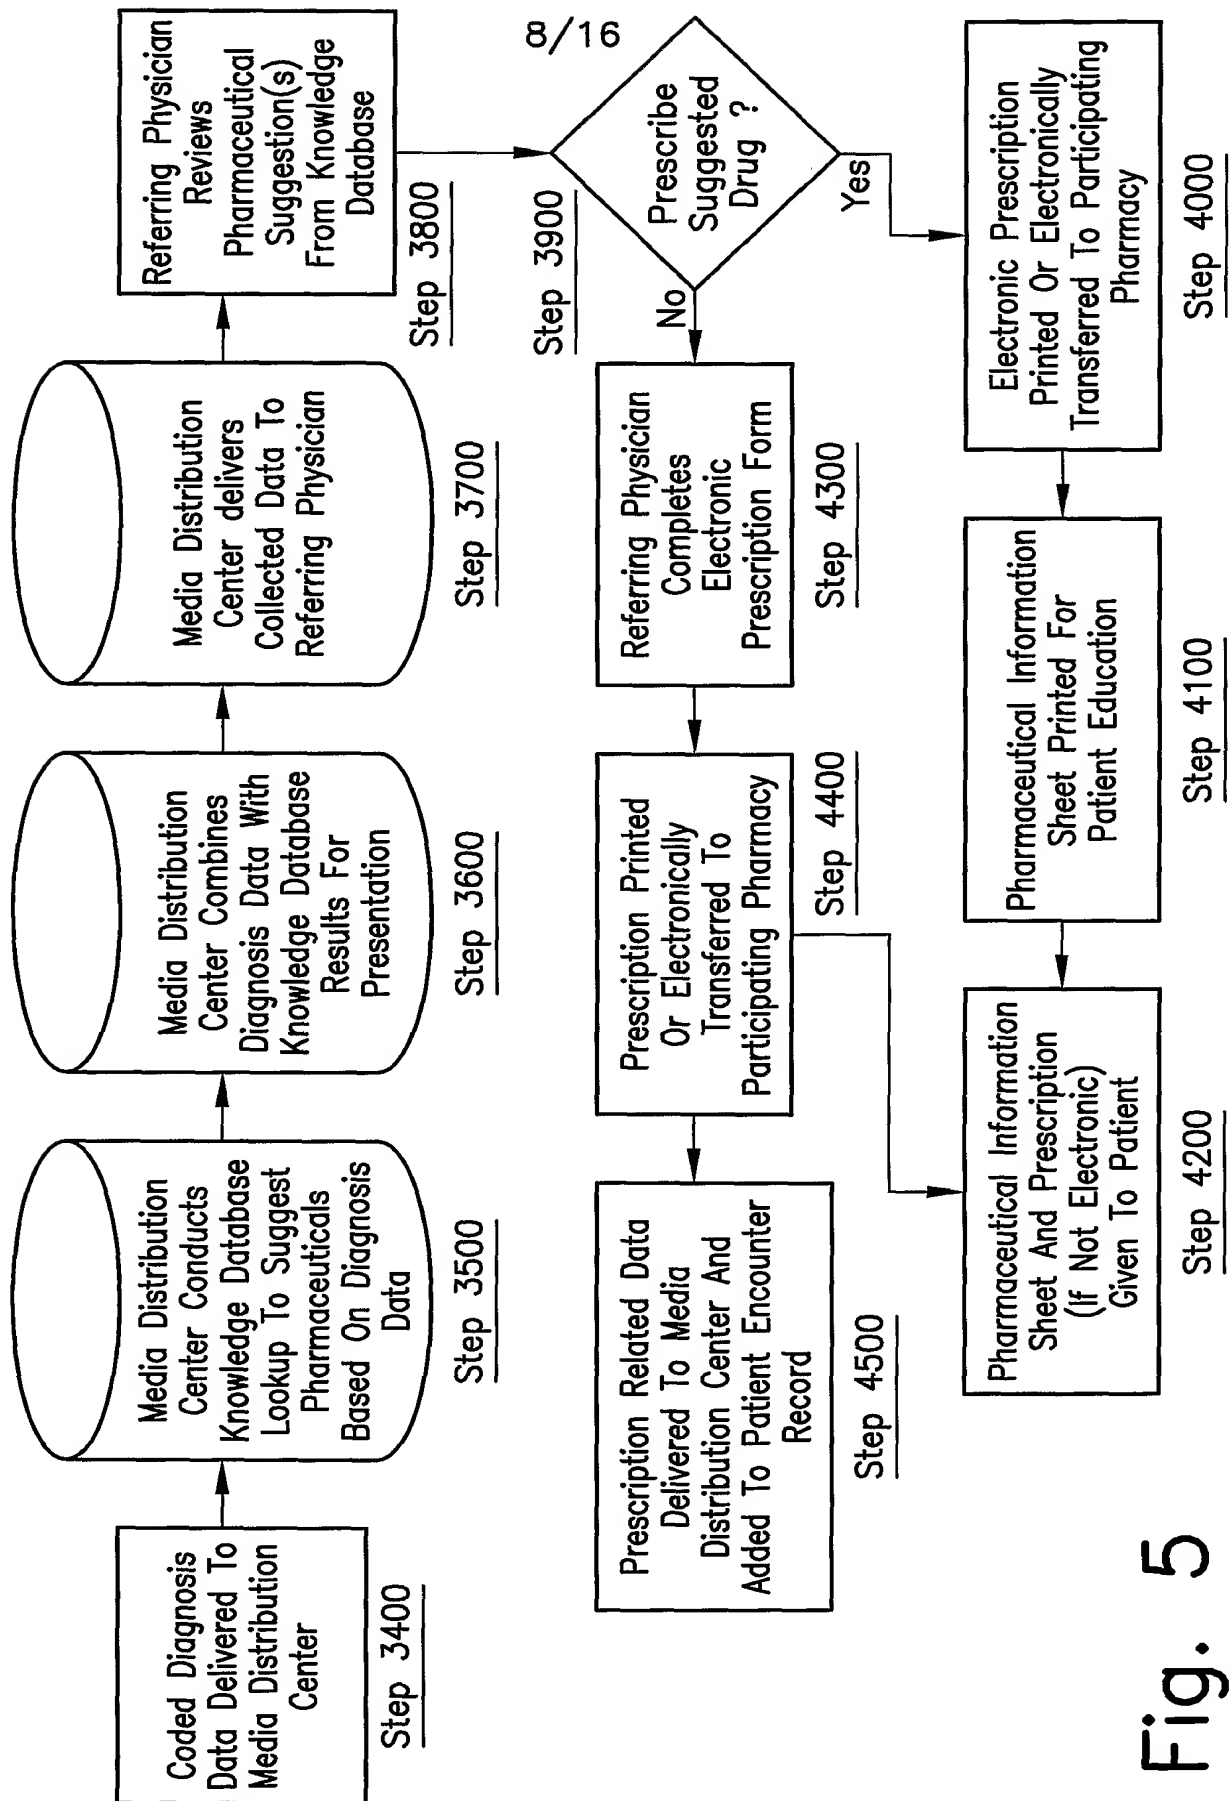 8/16
Coded Diagnosis
Data Delivered To
Media Distribution
Center
Step 3400
Media Distribution
Center Conducts
Knowledge Database
Lookup To Suggest
Pharmaceuticals
Based On Diagnosis
Data
Step 3500
Media Distribution
Center Combines
Diagnosis Data With
Knowledge Database
Results For
Presentation
Step 3600
Media Distribution
Center delivers
Collected Data To
Referring Physician
Step 3700
Referring Physician
Reviews
Pharmaceutical
Suggestion(s)
From Knowledge
Database
Step 3800
Step 3900
Prescribe
Suggested
Drug ?
No
Yes
Referring Physician
Completes
Electronic
Prescription Form
Step 4300
Prescription Printed
Or Electronically
Transferred To
Participating Pharmacy
Step 4400
Prescription Related Data
Delivered To Media
Distribution Center And
Added To Patient Encounter
Record
Step 4500
Electronic Prescription
Printed Or Electronically
Transferred To Participating
Pharmacy
Step 4000
Pharmaceutical Information
Sheet Printed For
Patient Education
Step 4100
Pharmaceutical Information
Sheet And Prescription
(If Not Electronic)
Given To Patient
Step 4200
Fig. 5